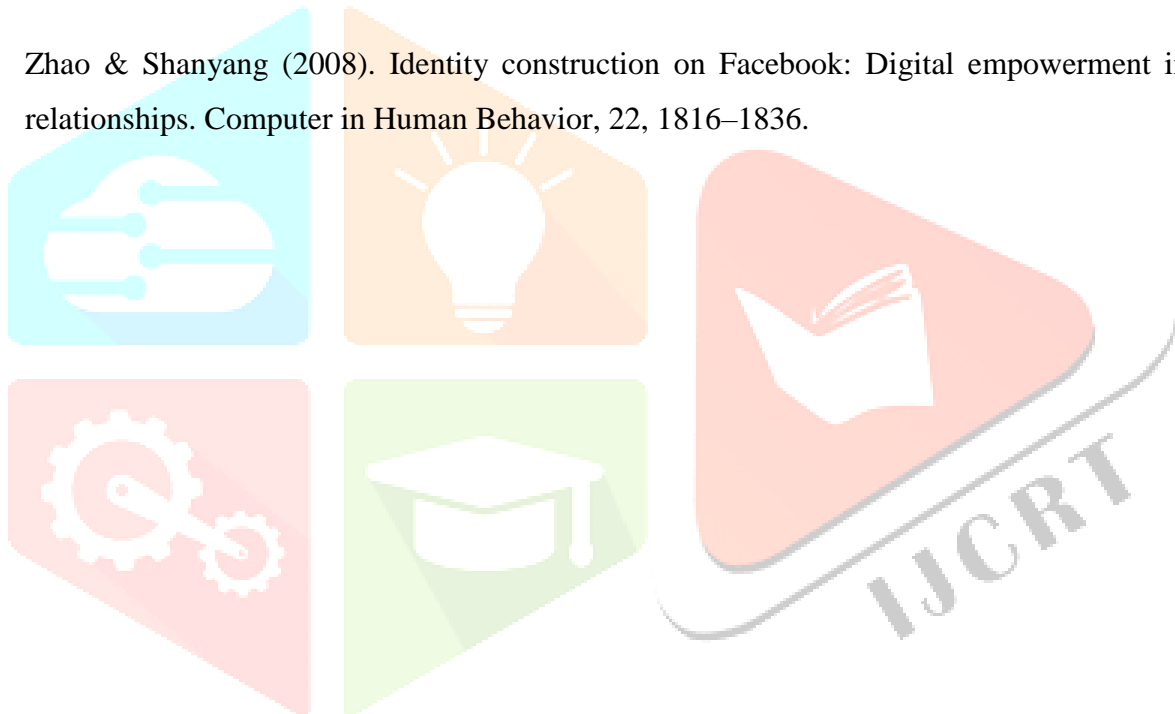 Zhao & Shanyang (2008). Identity construction on Facebook: Digital empowerment i
relationships. Computer in Human Behavior, 22, 1816–1836.
IJCRT